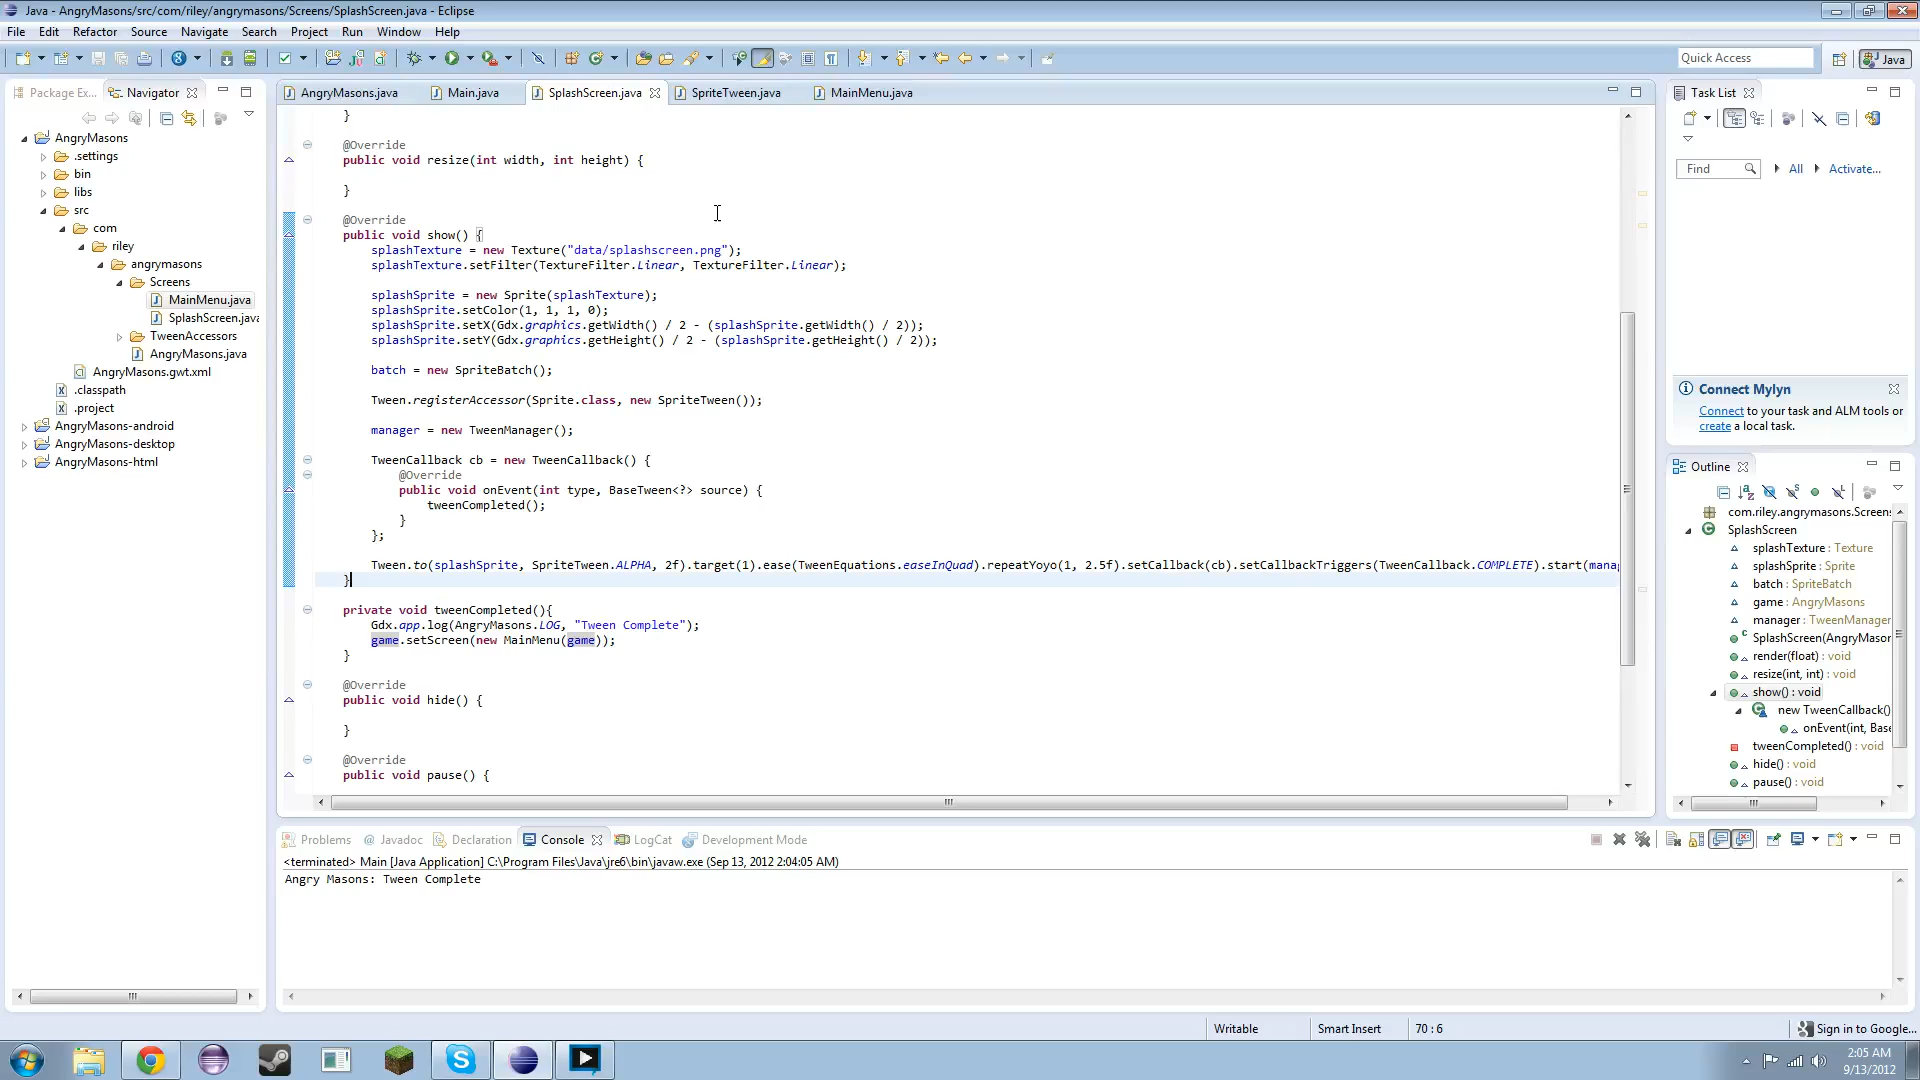 Java - AngryMasons/src/com/riley/angrymasons/Screens/SplashScreen.java - Eclipse
File Edit Refactor Source Navigate Search Project Run Window Help
Quick Access
Java
Package Ex...
Navigator
AngryMasons
.settings
bin
libs
src
com
riley
angrymasons
Screens
MainMenu.java
SplashScreen.java
TweenAccessors
AngryMasons.java
AngryMasons.gwt.xml
.classpath
.project
AngryMasons-android
AngryMasons-desktop
AngryMasons-html
AngryMasons.java
Main.java
SplashScreen.java
SpriteTween.java
MainMenu.java
}
@Override
public void resize(int width, int height) {
}
@Override
public void show() {
splashTexture = new Texture("data/splashscreen.png");
splashTexture.setFilter(TextureFilter.Linear, TextureFilter.Linear);
splashSprite = new Sprite(splashTexture);
splashSprite.setColor(1, 1, 1, 0);
splashSprite.setX(Gdx.graphics.getWidth() / 2 - (splashSprite.getWidth() / 2));
splashSprite.setY(Gdx.graphics.getHeight() / 2 - (splashSprite.getHeight() / 2));
batch = new SpriteBatch();
Tween.registerAccessor(Sprite.class, new SpriteTween());
manager = new TweenManager();
TweenCallback cb = new TweenCallback() {
@Override
public void onEvent(int type, BaseTween<?> source) {
tweenCompleted();
}
};
Tween.to(splashSprite, SpriteTween.ALPHA, 2f).target(1).ease(TweenEquations.easeInQuad).repeatYoyo(1, 2.5f).setCallback(cb).setCallbackTriggers(TweenCallback.COMPLETE).start(mana
}
private void tweenCompleted(){
Gdx.app.log(AngryMasons.LOG, "Tween Complete");
game.setScreen(new MainMenu(game));
}
@Override
public void hide() {
}
@Override
public void pause() {
Task List
Find
All
Activate...
Connect Mylyn
Connect to your task and ALM tools or
create a local task.
Outline
com.riley.angrymasons.Screens
SplashScreen
splashTexture : Texture
splashSprite : Sprite
batch : SpriteBatch
game : AngryMasons
manager : TweenManager
SplashScreen(AngryMason
render(float) : void
resize(int, int) : void
show() : void
new TweenCallback()
onEvent(int, Base
tweenCompleted() : void
hide() : void
pause() : void
Problems
@ Javadoc
Declaration
Console
LogCat
Development Mode
<terminated> Main [Java Application] C:\Program Files\Java\jre6\bin\javaw.exe (Sep 13, 2012 2:04:05 AM)
Angry Masons: Tween Complete
Writable
Smart Insert
70 : 6
Sign in to Google...
2:05 AM
9/13/2012